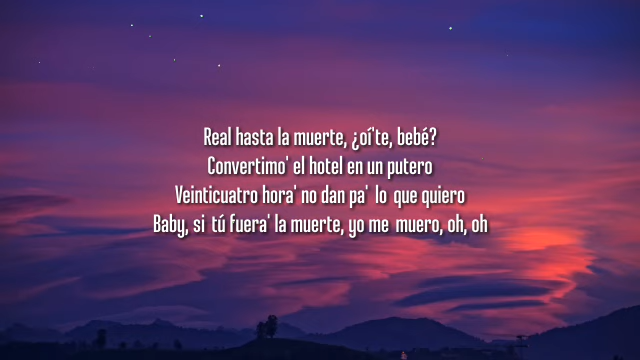 Real hasta la muerte, ¿oí'te, bebé?
Convertimo' el hotel en un putero
Veinticuatro hora' no dan pa' lo que quiero
Baby, si tú fuera' la muerte, yo me muero, oh, oh